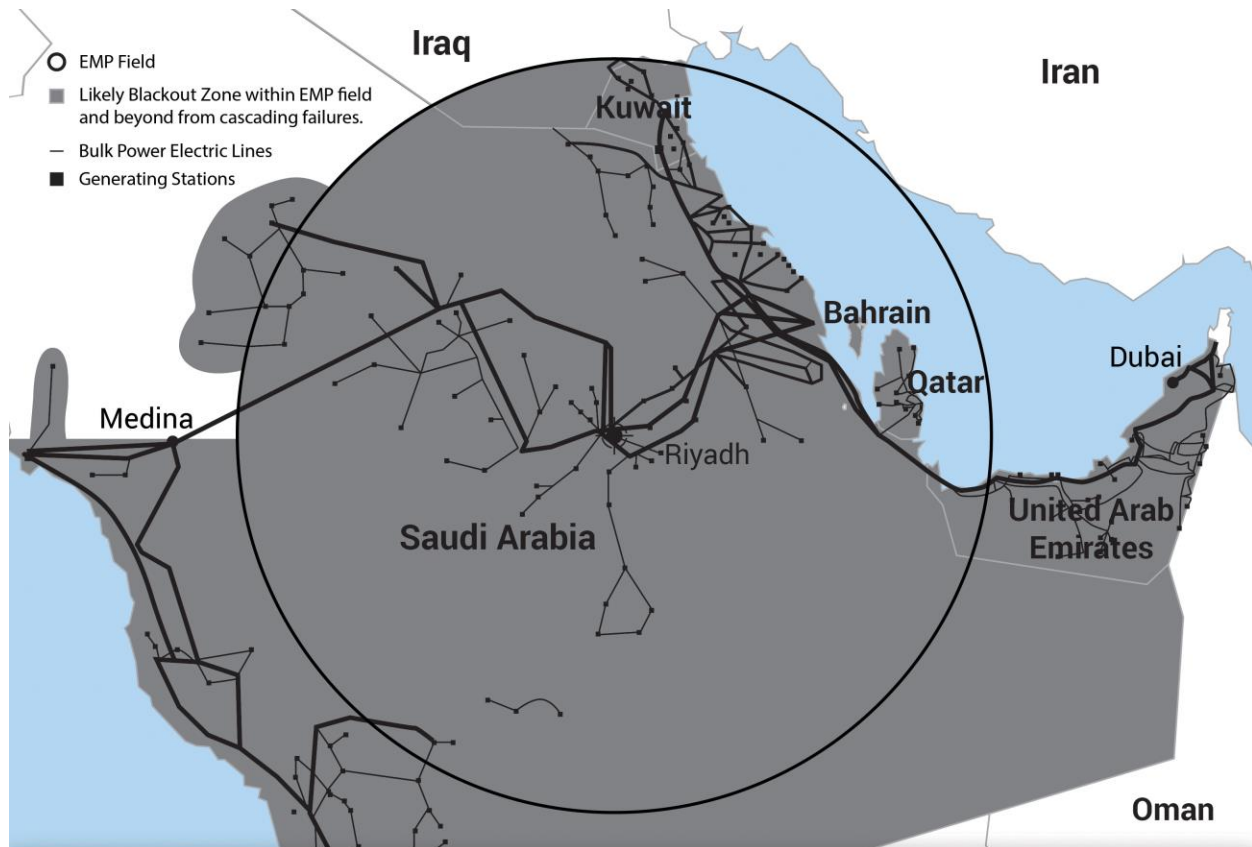 Iraq
Iran
EMP Field
Likely Blackout Zone within EMP field
and beyond from cascading failures.
Bulk Power Electric Lines
Generating Stations
Kuwait
Bahrain
Qatar
Dubai
Medina
Riyadh
Saudi Arabia
United Arab
Emirates
Oman